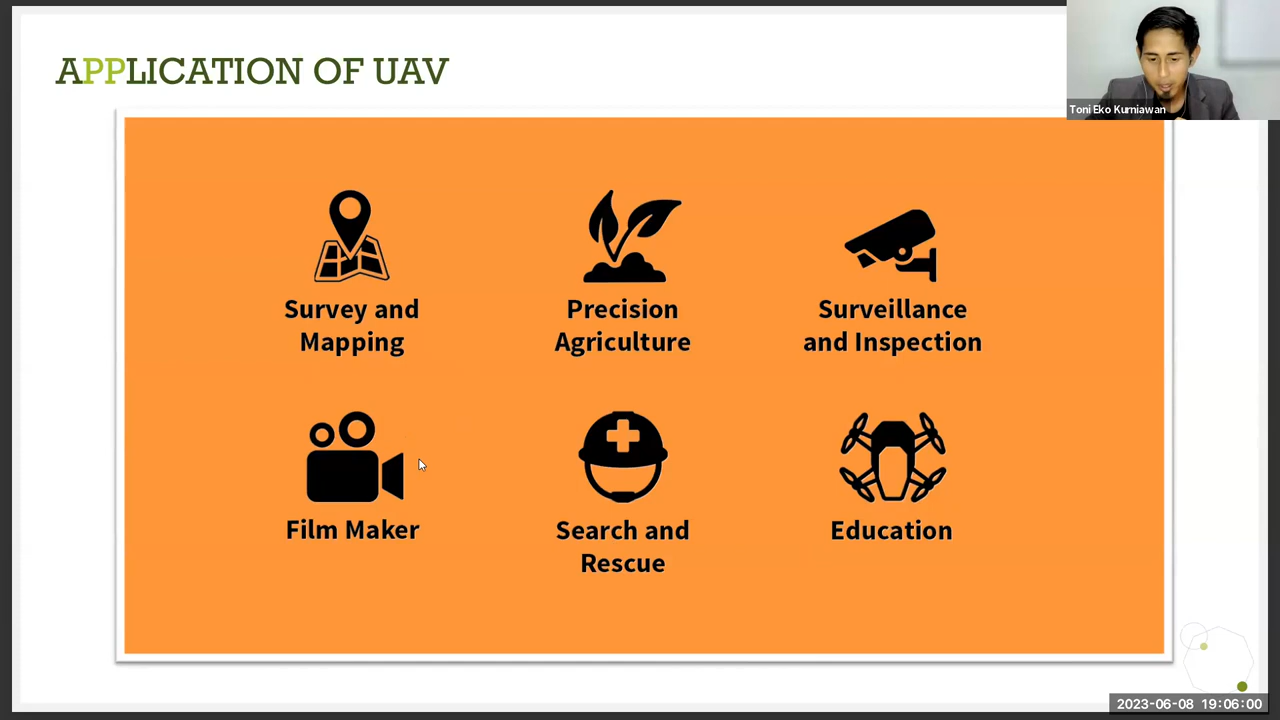 APPLICATION OF UAV
Toni Eko Kurniawan
Survey and
Mapping
Precision
Agriculture
Surveillance
and Inspection
Film Maker
Search and
Rescue
Education
2023-06-08 19:06:00